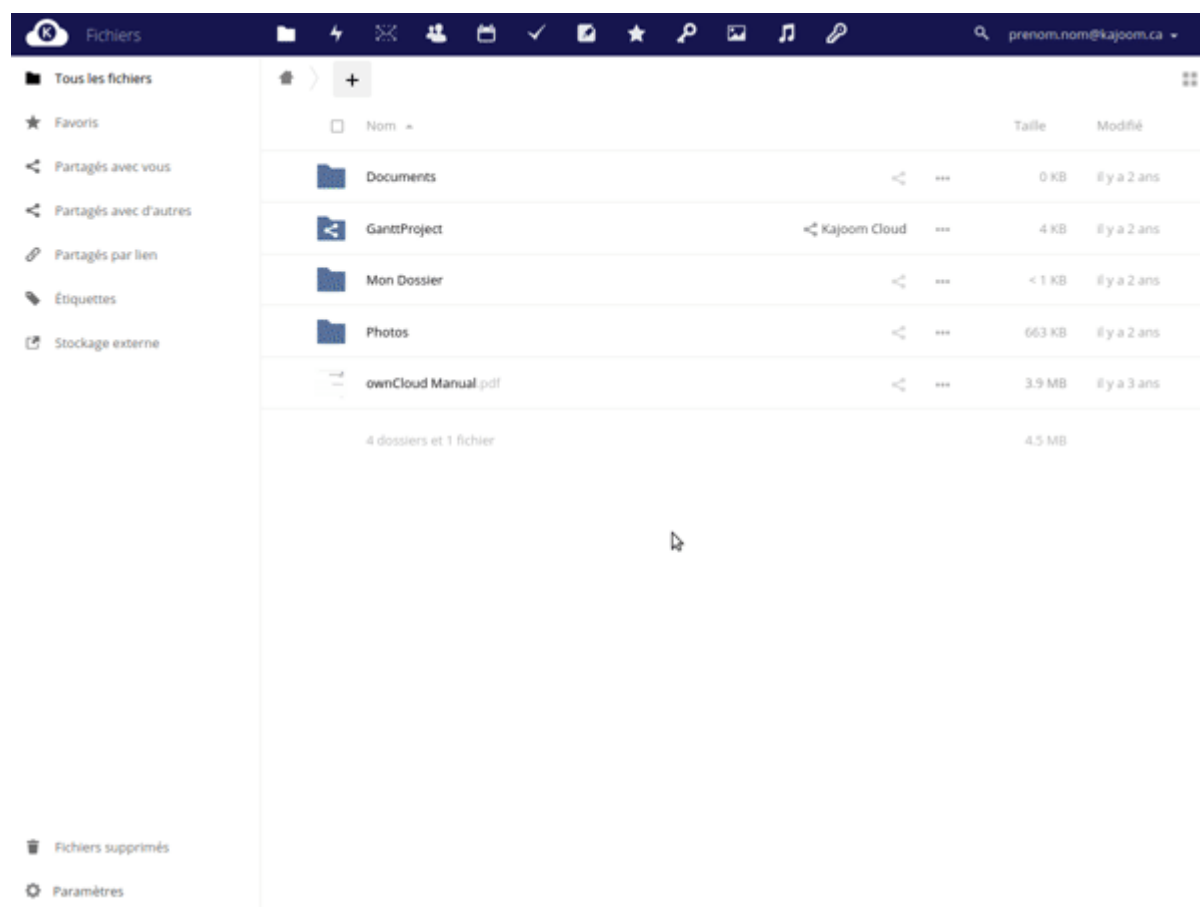 K Fichiers prenom.nom@kajoom.ca
Tous les fichiers
Favoris
Partagés avec vous
Partagés avec d'autres
Partagés par lien
Étiquettes
Stockage externe
+
Nom Taille Modifié
Documents ••• 0 KB il y a 2 ans
GanttProject Kajoom Cloud ••• 4 KB il y a 2 ans
Mon Dossier ••• < 1 KB il y a 2 ans
Photos ••• 663 KB il y a 2 ans
ownCloud Manual.pdf ••• 3.9 MB il y a 3 ans
4 dossiers et 1 fichier 4.5 MB
Fichiers supprimés
Paramètres